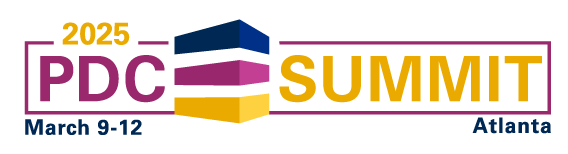 2025
PDC SUMMIT
March 9-12
Atlanta